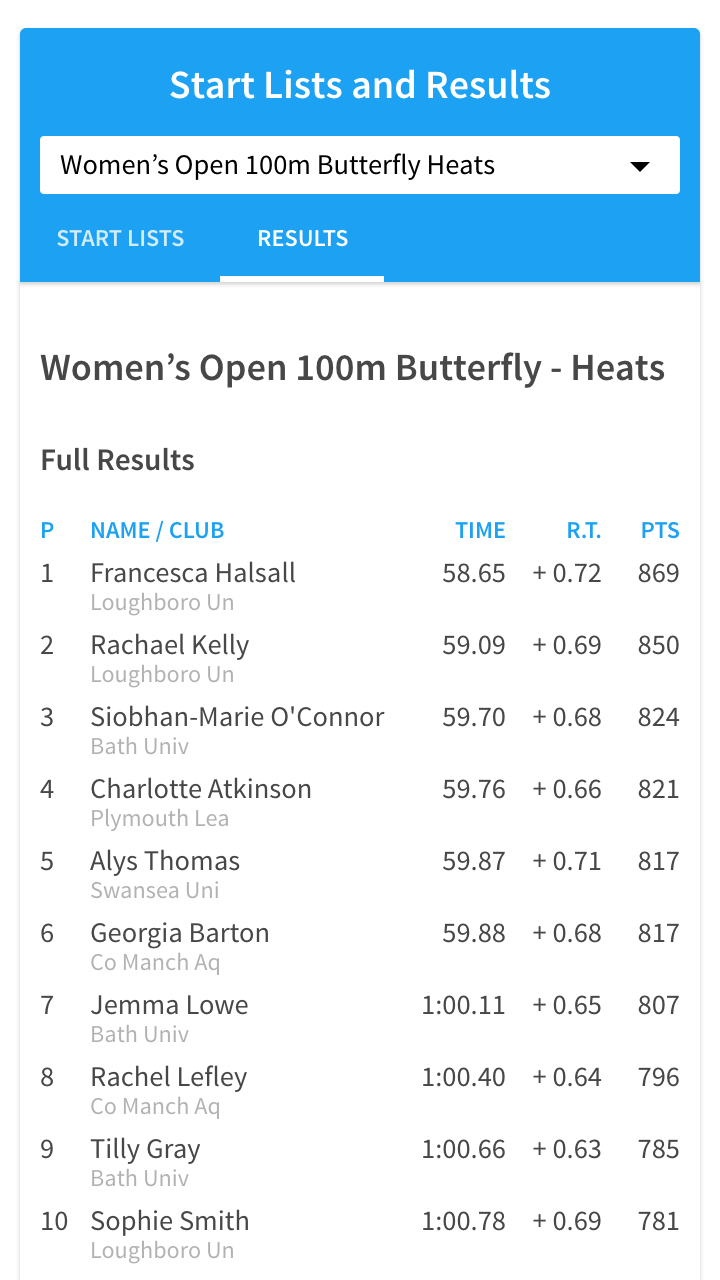 Start Lists and Results
Women’s Open 100m Butterfly Heats
START LISTS RESULTS
Women’s Open 100m Butterfly - Heats
Full Results
P NAME / CLUB TIME R.T. PTS
1 Francesca Halsall 58.65 + 0.72 869
Loughboro Un
2 Rachael Kelly 59.09 + 0.69 850
Loughboro Un
3 Siobhan-Marie O'Connor 59.70 + 0.68 824
Bath Univ
4 Charlotte Atkinson 59.76 + 0.66 821
Plymouth Lea
5 Alys Thomas 59.87 + 0.71 817
Swansea Uni
6 Georgia Barton 59.88 + 0.68 817
Co Manch Aq
7 Jemma Lowe 1:00.11 + 0.65 807
Bath Univ
8 Rachel Lefley 1:00.40 + 0.64 796
Co Manch Aq
9 Tilly Gray 1:00.66 + 0.63 785
Bath Univ
10 Sophie Smith 1:00.78 + 0.69 781
Loughboro Un